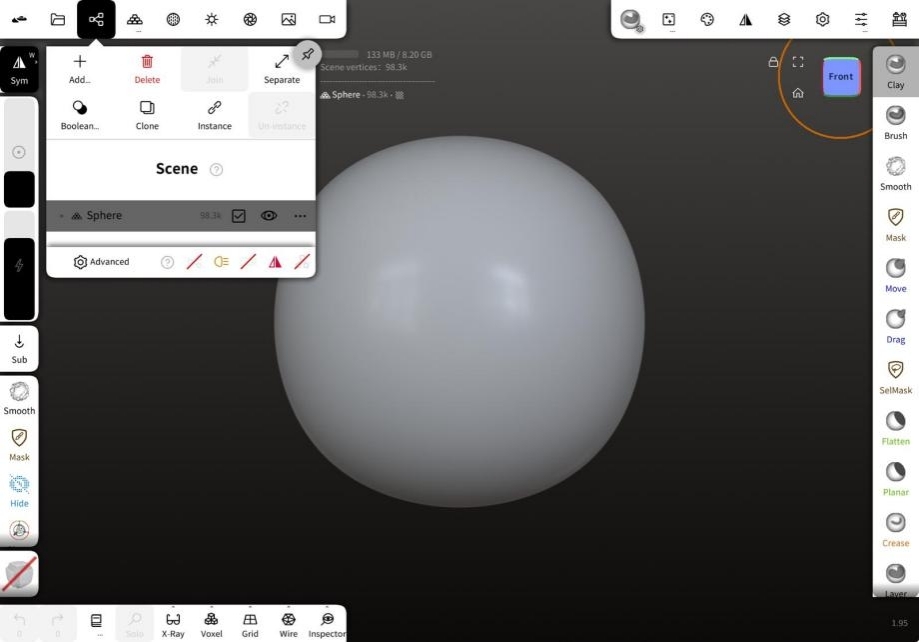 133 MB / 8.20 GB
Scene vertices: 98.3k
Sphere - 98.3k -
W
Sym
Add...
Delete
Join
Separate
Boolean...
Clone
Instance
Un-instance
Scene ?
Sphere 98.3k ...
Advanced ?
Front
Sub
Smooth
Mask
Hide
Clay
Brush
Smooth
Mask
Move
Drag
SelMask
Flatten
Planar
Crease
Layer
0
0
...
Solo
X-Ray
Voxel
Grid
Wire
Inspector
1.95